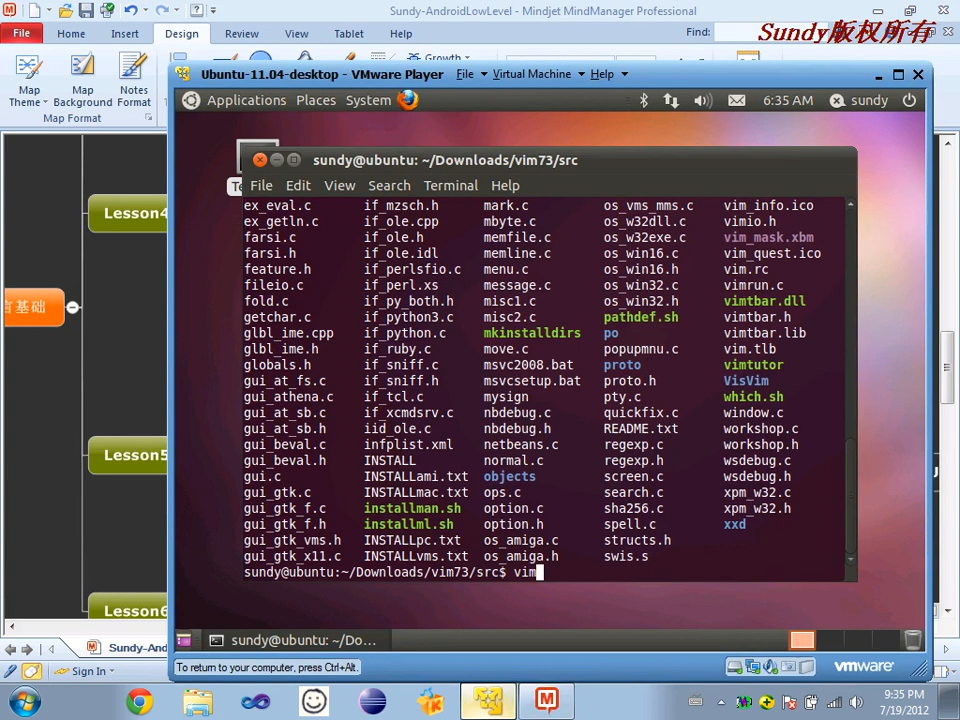 Sundy-AndroidLowLevel - Mindjet MindManager Professional
File Home Insert Design Review View Tablet Help Find:
Sundy版权所有
Map Theme
Map Background
Notes Format
Growth
Map Format
Ubuntu-11.04-desktop - VMware Player File Virtual Machine Help
Applications Places System 6:35 AM sundy
sundy@ubuntu: ~/Downloads/vim73/src
File Edit View Search Terminal Help
ex_eval.c if_mzsch.h mark.c os_vms_mms.c vim_info.ico
ex_getln.c if_ole.cpp mbyte.c os_w32dll.c vimio.h
farsi.c if_ole.h memfile.c os_w32exe.c vim_mask.xbm
farsi.h if_ole.idl memline.c os_win16.c vim_quest.ico
feature.h if_perlsfio.c menu.c os_win16.h vim.rc
fileio.c if_perl.xs message.c os_win32.c vimrun.c
fold.c if_py_both.h misc1.c os_win32.h vimtbar.dll
getchar.c if_python3.c misc2.c pathdef.sh vimtbar.h
glbl_ime.cpp if_python.c mkinstalldirs po vimtbar.lib
glbl_ime.h if_ruby.c move.c popupmnu.c vim.tlb
globals.h if_sniff.c msvc2008.bat proto vimtutor
gui_at_fs.c if_sniff.h msvcsetup.bat proto.h VisVim
gui_athena.c if_tcl.c mysign pty.c which.sh
gui_at_sb.c if_xcmdsrv.c nbdebug.c quickfix.c window.c
gui_at_sb.h iid_ole.c nbdebug.h README.txt workshop.c
gui_beval.c infplist.xml netbeans.c regexp.c workshop.h
gui_beval.h INSTALL normal.c regexp.h wsdebug.c
gui.c INSTALLami.txt objects screen.c wsdebug.h
gui_gtk.c INSTALLmac.txt ops.c search.c xpm_w32.c
gui_gtk_f.c installman.sh option.c sha256.c xpm_w32.h
gui_gtk_f.h installml.sh option.h spell.c xxd
gui_gtk_vms.h INSTALLpc.txt os_amiga.c structs.h
gui_gtk_x11.c INSTALLvms.txt os_amiga.h swis.s
sundy@ubuntu:~/Downloads/vim73/src$ vim
Lesson4
言基础
Lesson5
Lesson6
sundy@ubuntu: ~/Do...
Sundy-And
To return to your computer, press Ctrl+Alt.
vmware
Sign In
9:35 PM
7/19/2012